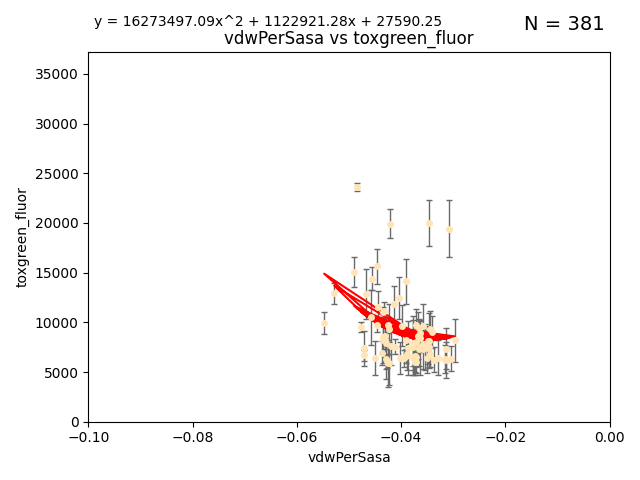 y = 16273497.09x^2 + 1122921.28x + 27590.25
N = 381
vdwPerSasa vs toxgreen_fluor
35000
30000
25000
20000
15000
10000
5000
0
toxgreen_fluor
−0.10
−0.08
−0.06
−0.04
−0.02
0.00
vdwPerSasa